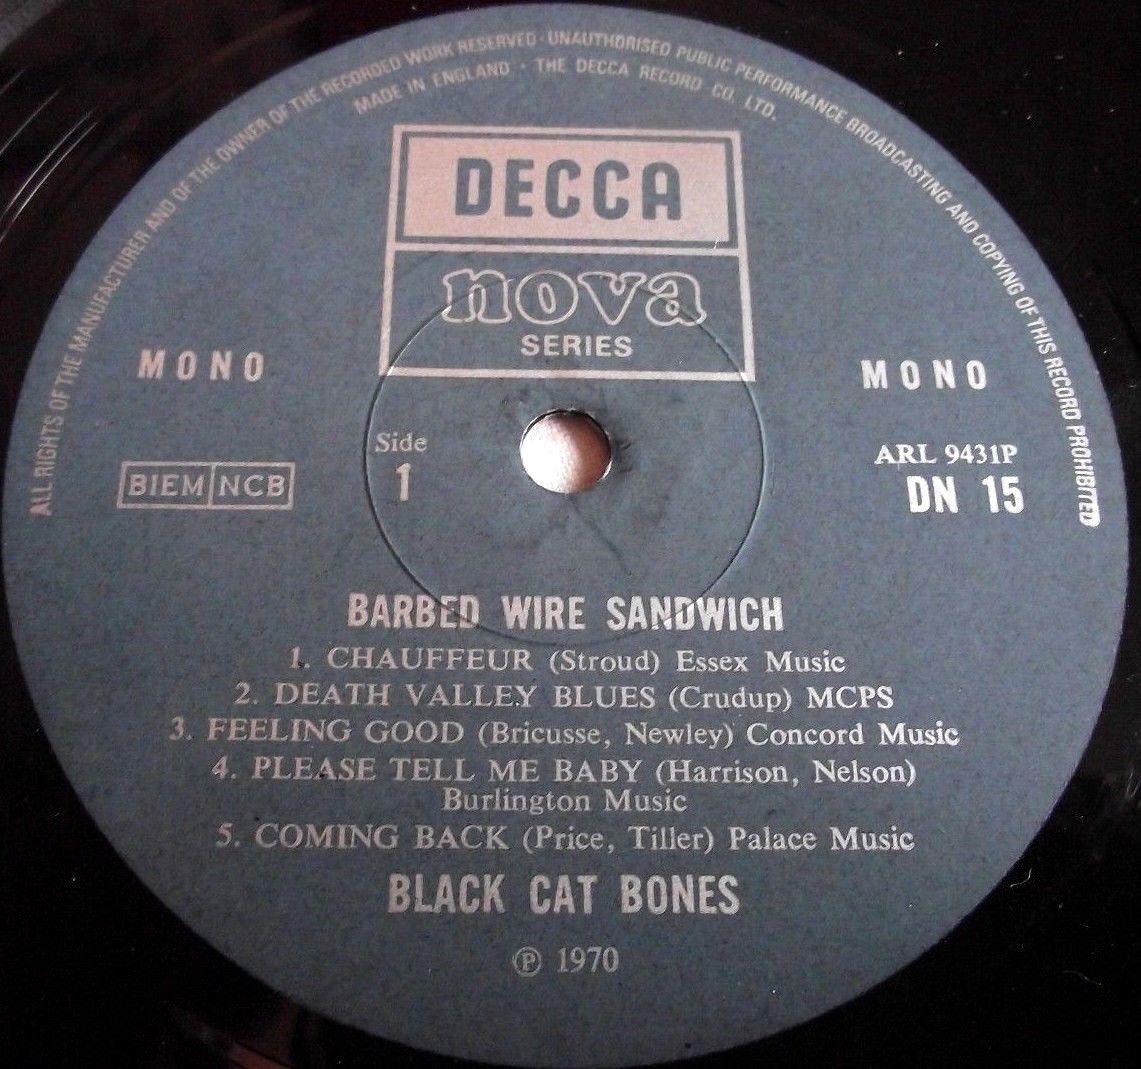 ALL RIGHTS OF THE MANUFACTURER AND OF THE OWNER OF THE RECORDED WORK RESERVED · UNAUTHORISED PUBLIC PERFORMANCE BROADCASTING AND COPYING OF THIS RECORD PROHIBITED
MADE IN ENGLAND · THE DECCA RECORD CO. LTD.
DECCA
nova
SERIES
MONO
MONO
Side
1
BIEM NCB
ARL 9431P
DN 15
BARBED WIRE SANDWICH
1. CHAUFFEUR (Stroud) Essex Music
2. DEATH VALLEY BLUES (Crudup) MCPS
3. FEELING GOOD (Bricusse, Newley) Concord Music
4. PLEASE TELL ME BABY (Harrison, Nelson)
Burlington Music
5. COMING BACK (Price, Tiller) Palace Music
BLACK CAT BONES
℗ 1970